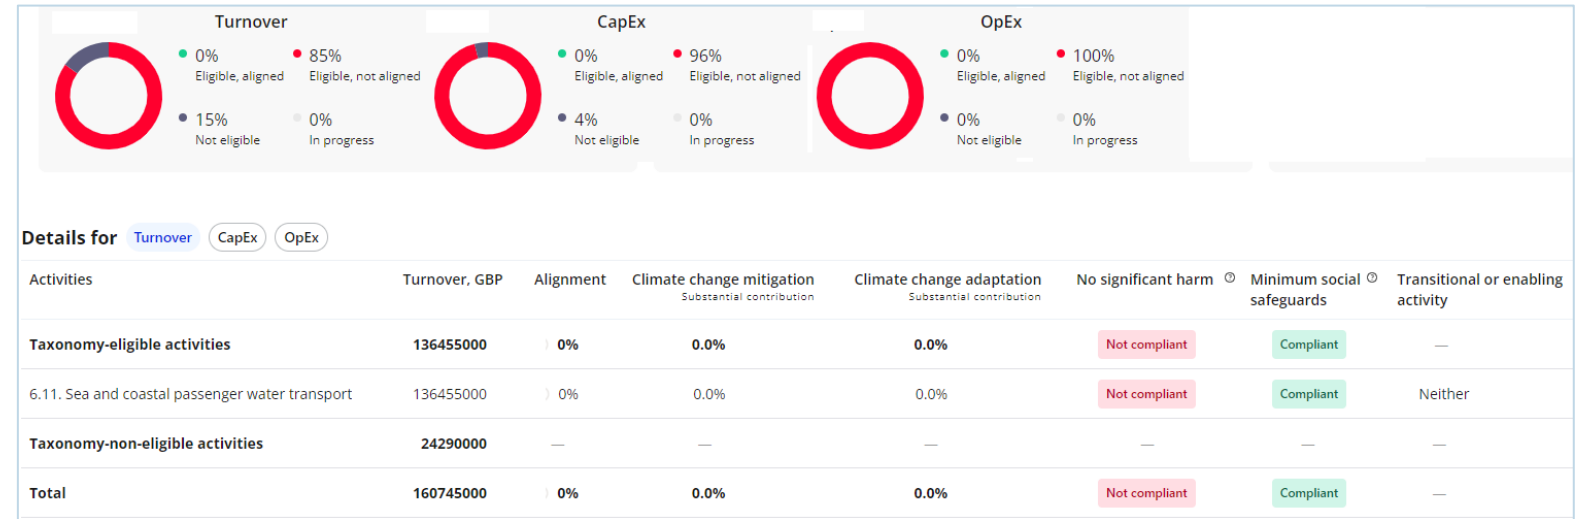 Turnover
CapEx
OpEx
0%
85%
Eligible, aligned
Eligible, not aligned
15%
0%
Not eligible
In progress
0%
96%
Eligible, aligned
Eligible, not aligned
4%
0%
Not eligible
In progress
0%
100%
Eligible, aligned
Eligible, not aligned
0%
0%
Not eligible
In progress
Details for Turnover CapEx OpEx
Activities Turnover, GBP Alignment Climate change mitigation Climate change adaptation No significant harm ? Minimum social ? Transitional or enabling
Substantial contribution Substantial contribution safeguards activity
Taxonomy-eligible activities 136455000 0% 0.0% 0.0% Not compliant Compliant —
6.11. Sea and coastal passenger water transport 136455000 0% 0.0% 0.0% Not compliant Compliant Neither
Taxonomy-non-eligible activities 24290000 — — — — — —
Total 160745000 0% 0.0% 0.0% Not compliant Compliant —